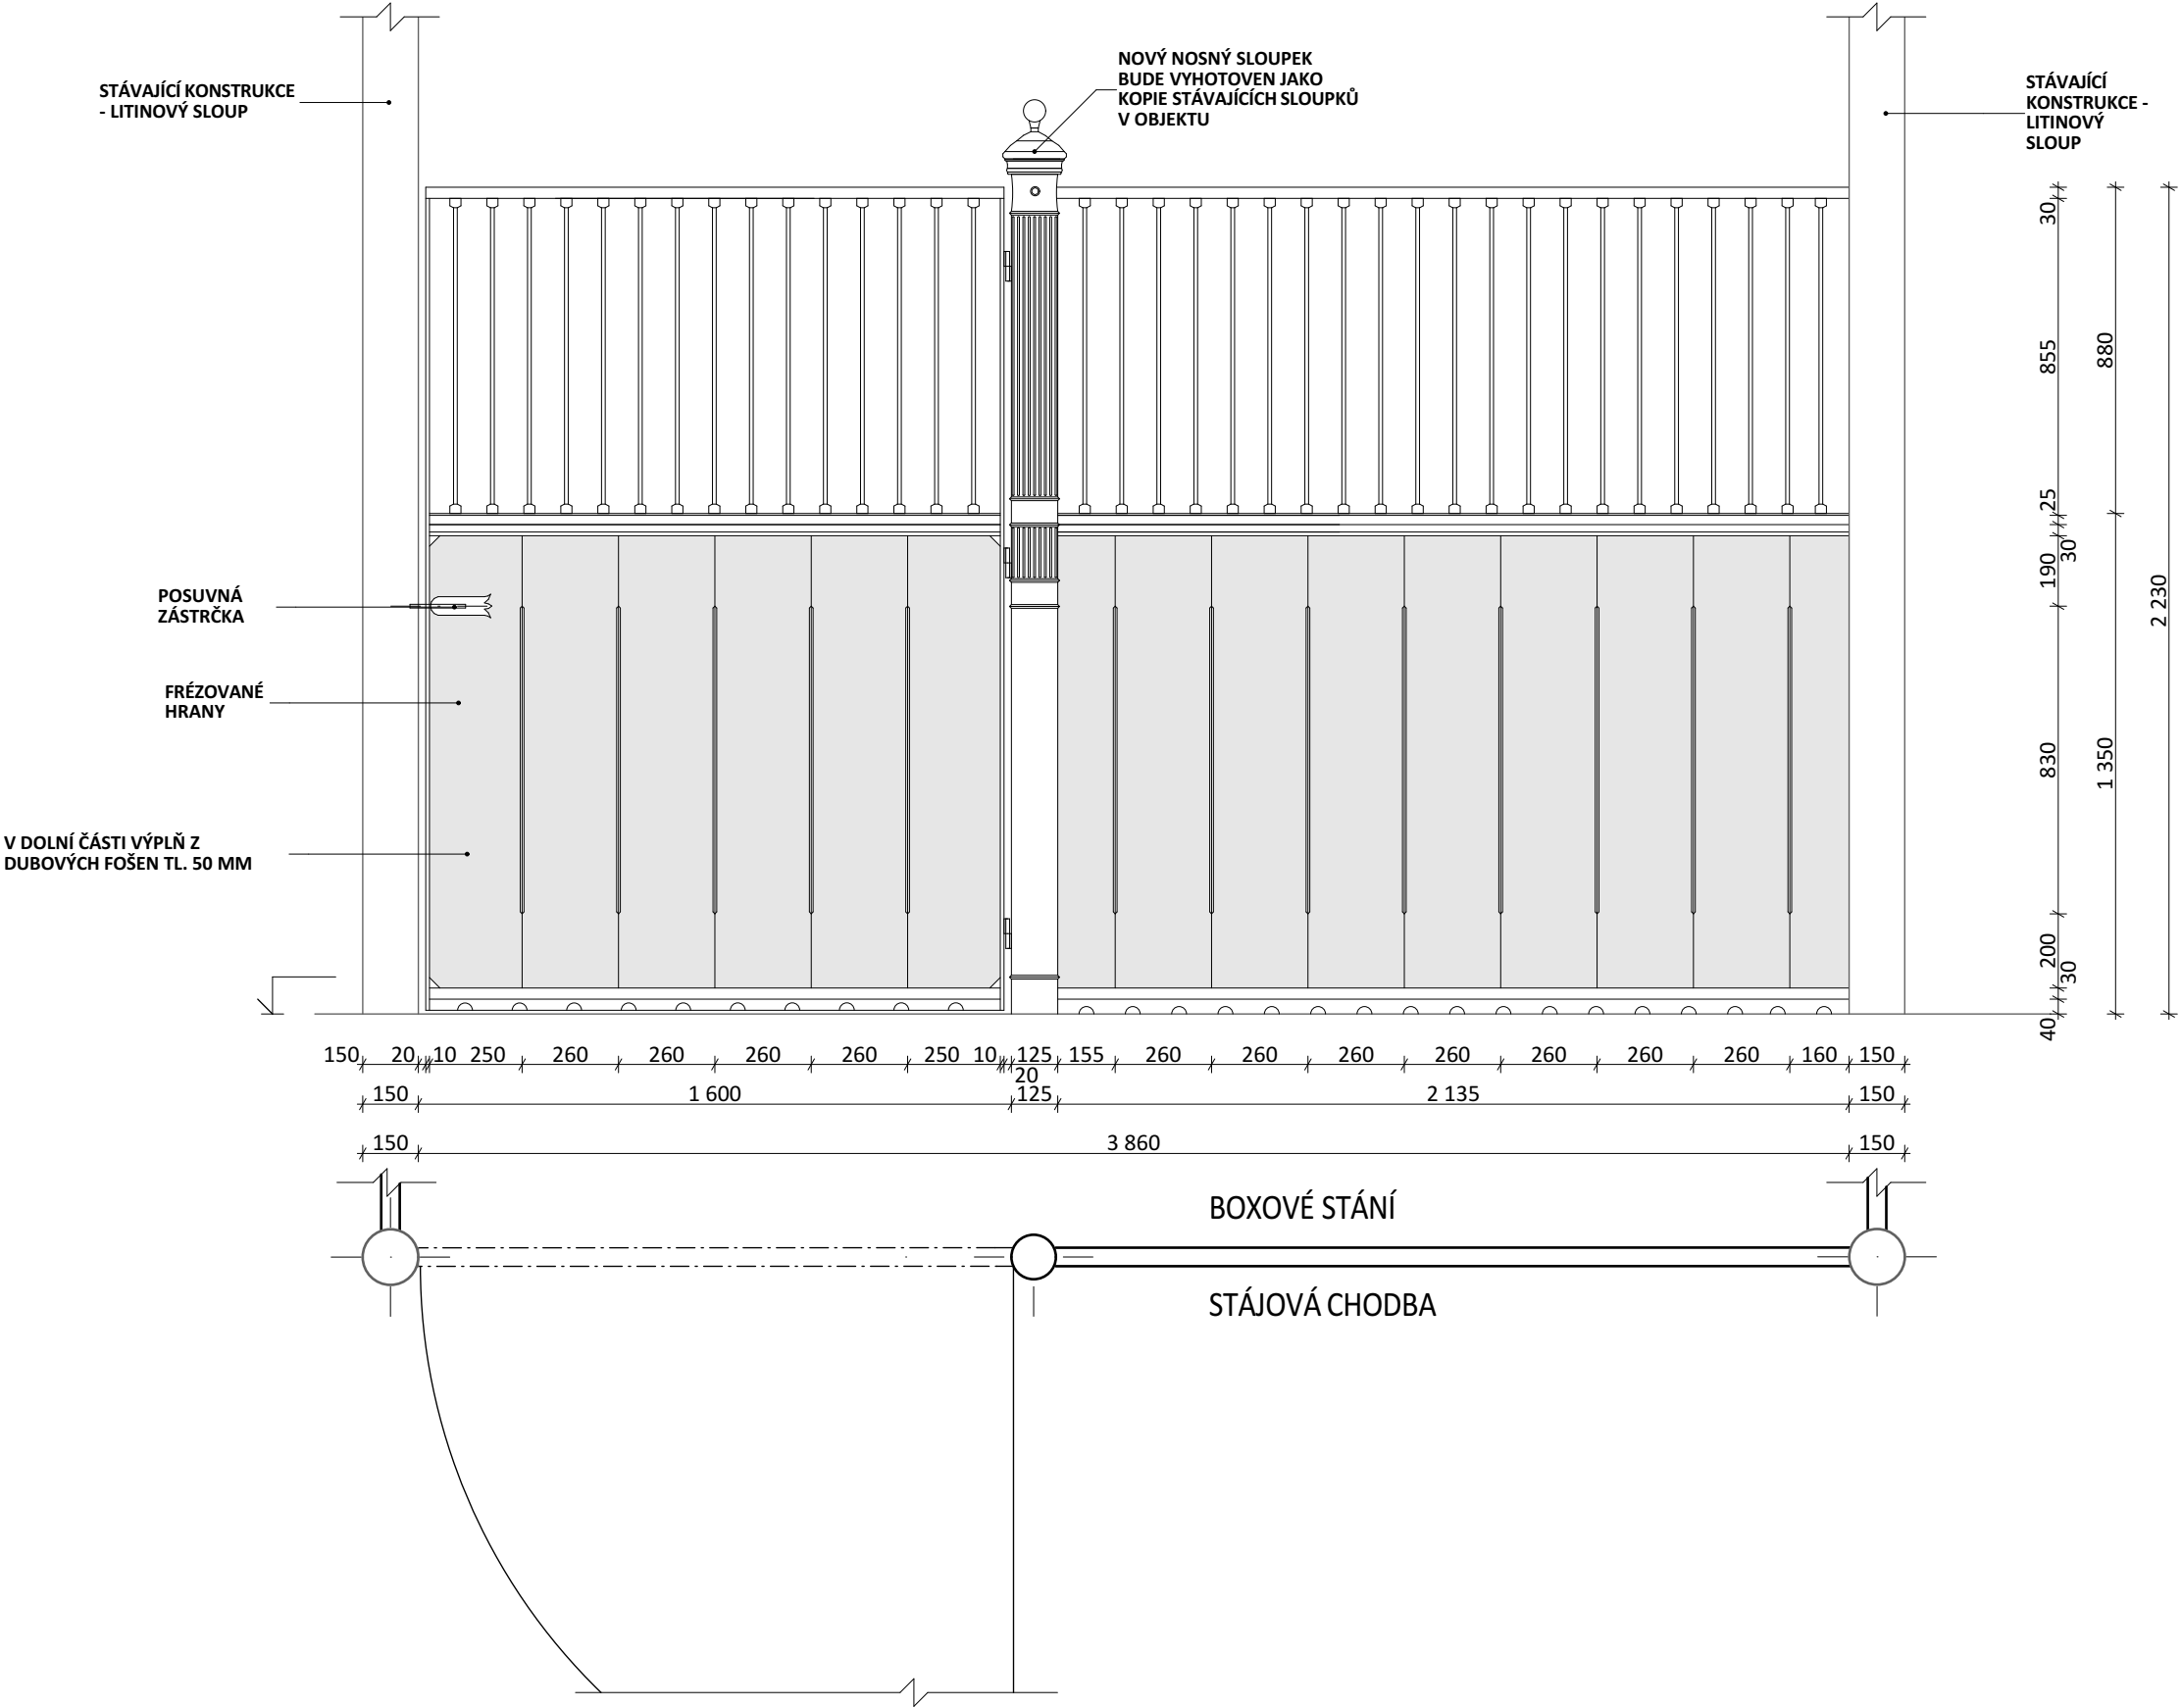 NOVÝ NOSNÝ SLOUPEK
BUDE VYHOTOVEN JAKO
KOPIE STÁVAJÍCÍCH SLOUPKŮ
V OBJEKTU
STÁVAJÍCÍ KONSTRUKCE
- LITINOVÝ SLOUP
STÁVAJÍCÍ
KONSTRUKCE -
LITINOVÝ
SLOUP
POSUVNÁ
ZÁSTRČKA
FRÉZOVANÉ
HRANY
V DOLNÍ ČÁSTI VÝPLŇ Z
DUBOVÝCH FOŠEN TL. 50 MM
30
855
25
30
190
830
200
30
40
880
1 350
2 230
150 20 10 250 260 260 260 260 250 10 125 155 260 260 260 260 260 260 260 160 150
20
150 1 600 125 2 135 150
150 3 860 150
BOXOVÉ STÁNÍ
STÁJOVÁ CHODBA